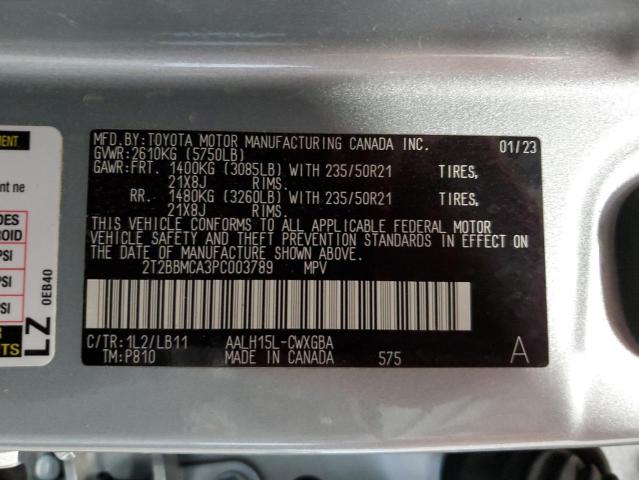 MFD.BY:TOYOTA MOTOR MANUFACTURING CANADA INC. 01/23
GVWR:2610KG (5750LB)
GAWR:FRT. 1400KG (3085LB) WITH 235/50R21 TIRES,
21X8J RIMS.
RR. 1480KG (3260LB) WITH 235/50R21 TIRES,
21X8J RIMS.
THIS VEHICLE CONFORMS TO ALL APPLICABLE FEDERAL MOTOR
VEHICLE SAFETY AND THEFT PREVENTION STANDARDS IN EFFECT ON
THE DATE OF MANUFACTURE SHOWN ABOVE.
2T2BBMCA3PC003789 MPV
C/TR:1L2/LB11 AALH15L-CWXGBA
TM:P810 MADE IN CANADA 575 A
PSI
PSI
LZ
0EB40